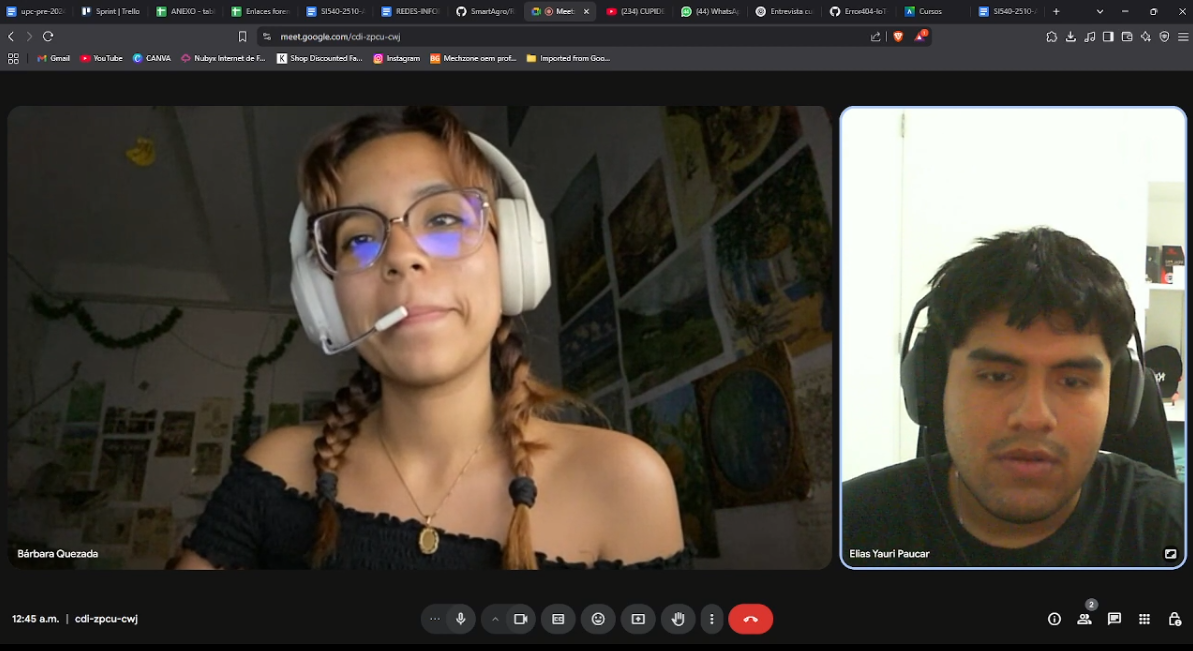 upc-pre-202
Sprint | Trello
ANEXO - tabl
Enlaces fore
SI540-2510-
REDES-INFO
SmartAgro/R
Meet:
(234) CUPIDO
(44) WhatsA
Entrevista cu
Error404-IoT
Cursos
SI540-2510-
meet.google.com/cdi-zpcu-cwj
Gmail
YouTube
CANVA
Nubyx Internet de F...
Shop Discounted Fa...
Instagram
Mechzone oem prof...
Imported from Goo...
Bárbara Quezada
Elias Yauri Paucar
12:45 a.m. | cdi-zpcu-cwj
2